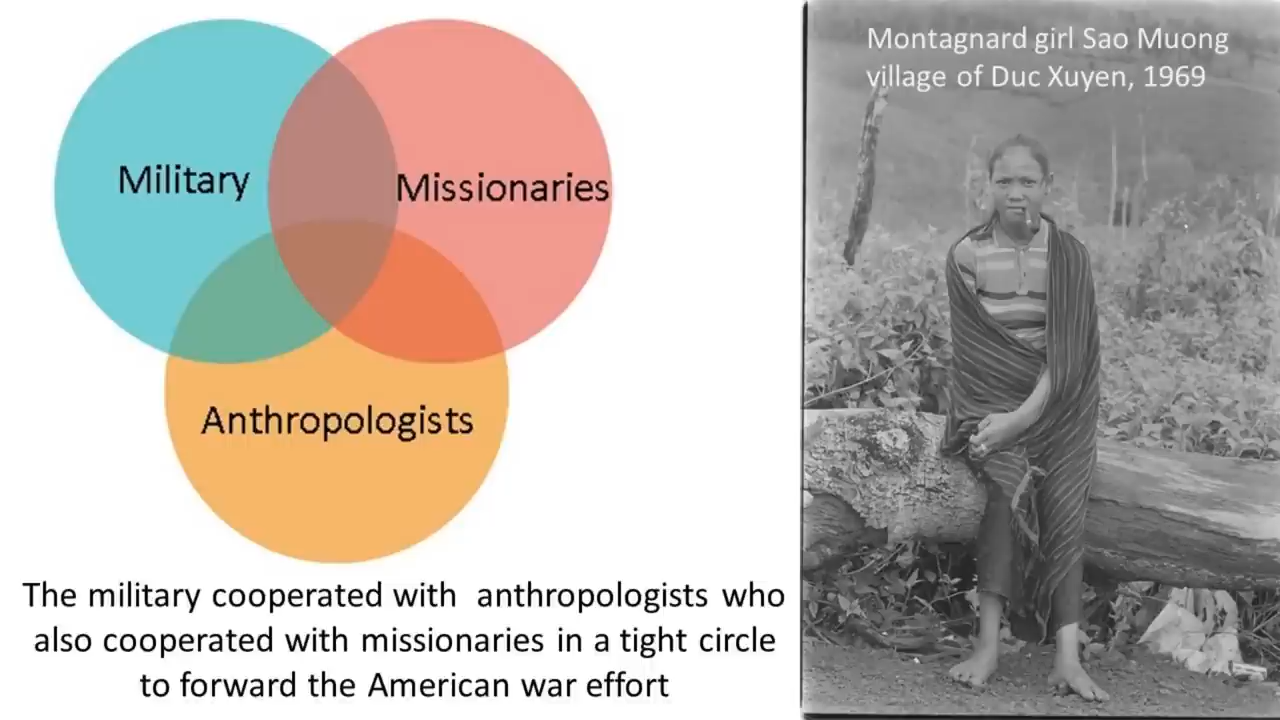 Military
Missionaries
Anthropologists
The military cooperated with anthropologists who
also cooperated with missionaries in a tight circle
to forward the American war effort
Montagnard girl Sao Muong
village of Duc Xuyen, 1969